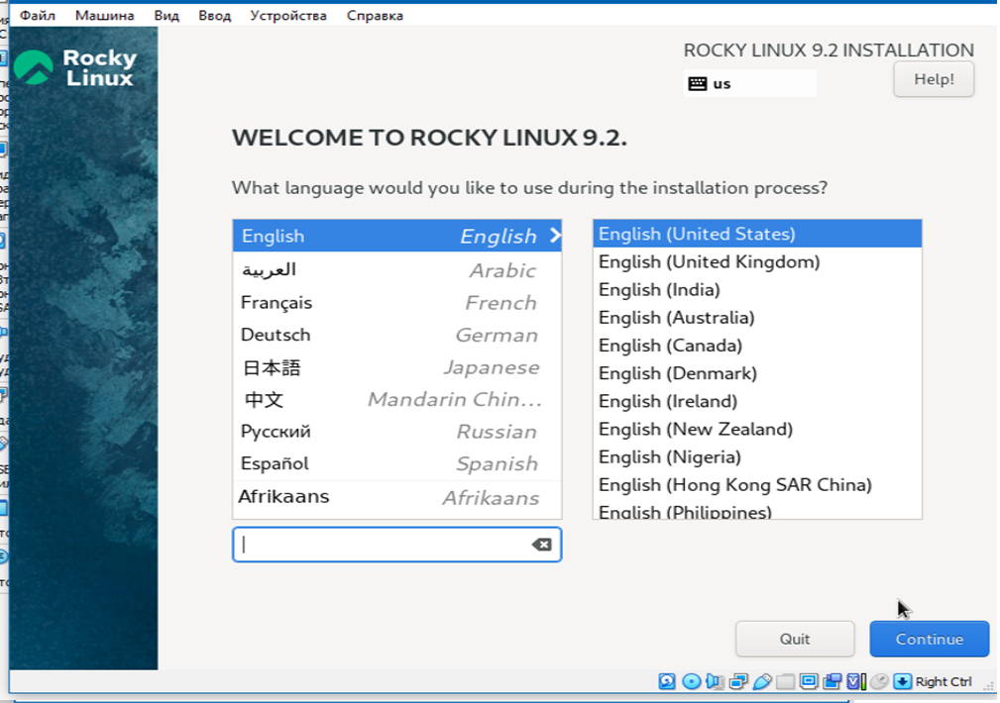 Файл Машина Вид Ввод Устройства Справка
Rocky
Linux
ROCKY LINUX 9.2 INSTALLATION
us
Help!
WELCOME TO ROCKY LINUX 9.2.
What language would you like to use during the installation process?
English English
العربية Arabic
Français French
Deutsch German
日本語 Japanese
中文 Mandarin Chin...
Русский Russian
Español Spanish
Afrikaans Afrikaans
English (United States)
English (United Kingdom)
English (India)
English (Australia)
English (Canada)
English (Denmark)
English (Ireland)
English (New Zealand)
English (Nigeria)
English (Hong Kong SAR China)
English (Philippines)
Quit
Continue
Right Ctrl